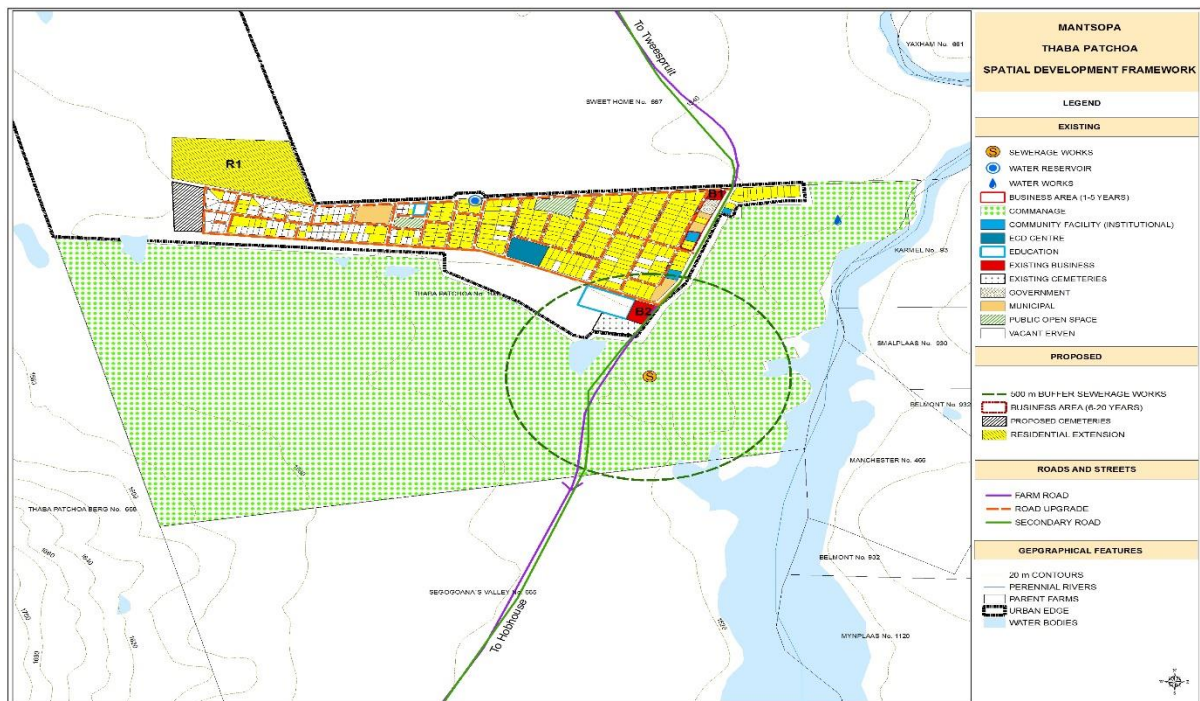 MANTSOPA
THABA PATCHOA
SPATIAL DEVELOPMENT FRAMEWORK
LEGEND
EXISTING
S SEWERAGE WORKS
WATER RESERVOIR
WATER WORKS
BUSINESS AREA (1-5 YEARS)
COMMANAGE
COMMUNITY FACILITY (INSTITUTIONAL)
ECD CENTRE
EDUCATION
EXISTING BUSINESS
EXISTING CEMETERIES
GOVERNMENT
MUNICIPAL
PUBLIC OPEN SPACE
VACANT ERVEN
PROPOSED
500 m BUFFER SEWERAGE WORKS
BUSINESS AREA (6-20 YEARS)
PROPOSED CEMETERIES
RESIDENTIAL EXTENSION
ROADS AND STREETS
FARM ROAD
ROAD UPGRADE
SECONDARY ROAD
GEPGRAPHICAL FEATURES
20 m CONTOURS
PERENNIAL RIVERS
PARENT FARMS
URBAN EDGE
WATER BODIES
To Tweespruit
YAXHAM No. 661
SWEET HOME No. 667
R1
B1
KARMEL No. 93
THABA PATCHOA No.
B2
S
SMALPLAAS No. 930
BELMONT No. 932
MANCHESTER No. 466
THABA PATCHOA BERG No.
BELMONT No. 932
SEGOGOANA'S VALLEY No. 665
To Hobhouse
MYNPLAAS No. 1120